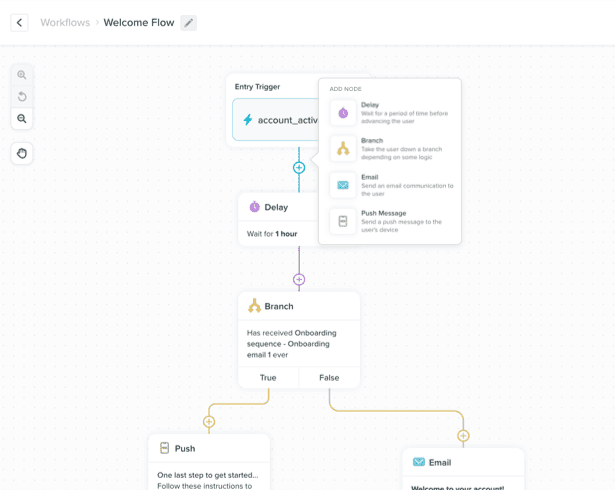 Workflows › Welcome Flow
Entry Trigger
account_activ
ADD NODE
Delay
Wait for a period of time before
advancing the user
Branch
Take the user down a branch
depending on some logic
Email
Send an email communication to
the user
Push Message
Send a push message to the
user's device
Delay
Wait for 1 hour
Branch
Has received Onboarding
sequence - Onboarding
email 1 ever
True
False
Push
One last step to get started...
Follow these instructions to
Email
Welcome to your account!